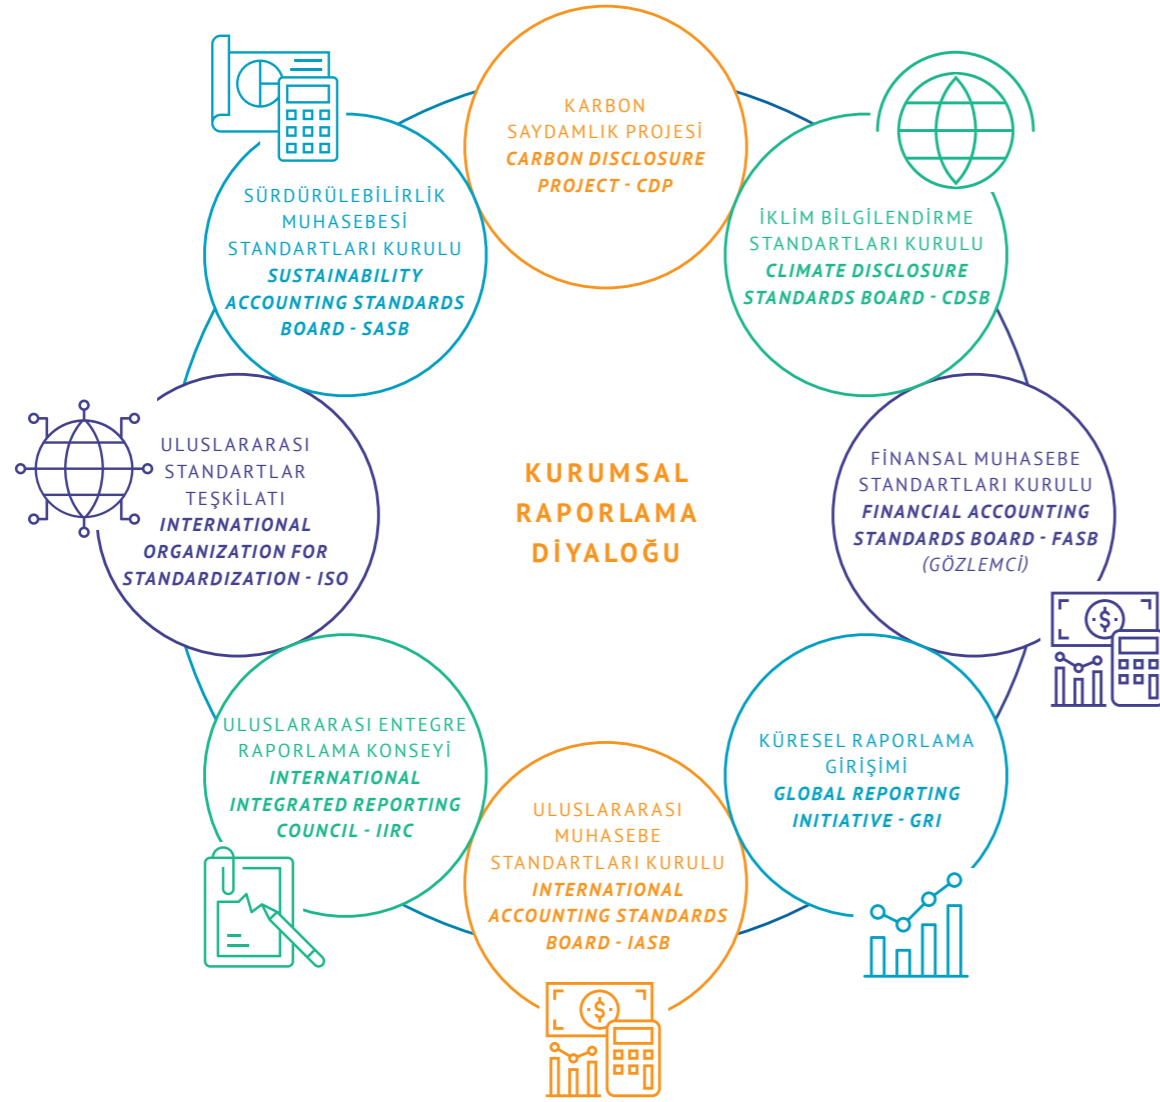 KARBON
SAYDAMLIK PROJESİ
CARBON DISCLOSURE
PROJECT - CDP
İKLİM BİLGİLENDİRME
STANDARTLARI KURULU
CLIMATE DISCLOSURE
STANDARDS BOARD - CDSB
FİNANSAL MUHASEBE
STANDARTLARI KURULU
FINANCIAL ACCOUNTING
STANDARDS BOARD - FASB
(GÖZLEMCİ)
KÜRESEL RAPORLAMA
GİRİŞİMİ
GLOBAL REPORTING
INITIATIVE - GRI
ULUSLARARASI
MUHASEBE
STANDARTLARI KURULU
INTERNATIONAL
ACCOUNTING STANDARDS
BOARD - IASB
ULUSLARARASI ENTEGRE
RAPORLAMA KONSEYİ
INTERNATIONAL
INTEGRATED REPORTING
COUNCIL - IIRC
ULUSLARARASI
STANDARTLAR
TEŞKİLATI
INTERNATIONAL
ORGANIZATION FOR
STANDARDIZATION - ISO
SÜRDÜRÜLEBİLİRLİK
MUHASEBESİ
STANDARTLARI KURULU
SUSTAINABILITY
ACCOUNTING STANDARDS
BOARD - SASB
KURUMSAL
RAPORLAMA
DİYALOĞU
$
$